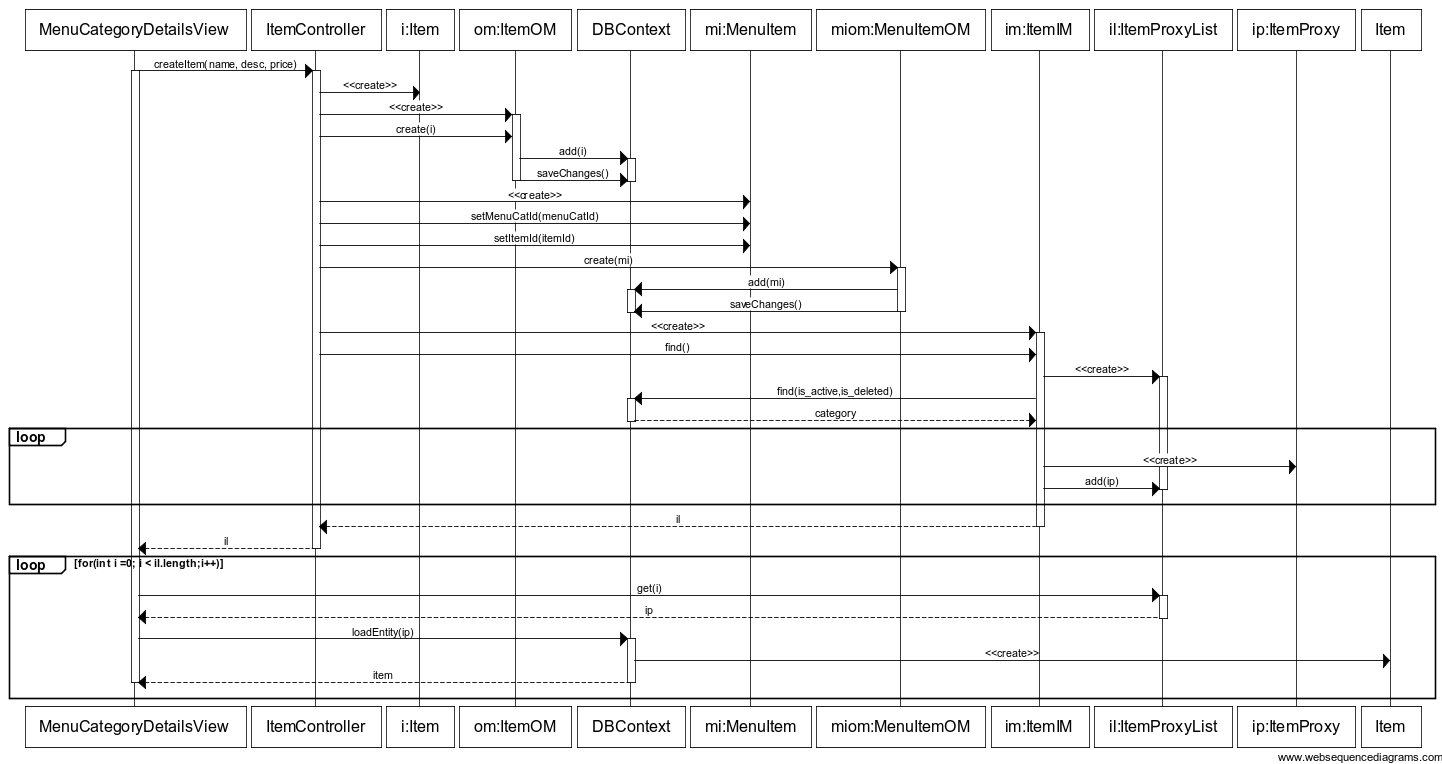 MenuCategoryDetailsView ItemController i:Item om:ItemOM DBContext mi:MenuItem miom:MenuItemOM im:ItemIM il:ItemProxyList ip:ItemProxy Item
createItem(name, desc, price)
<<create>>
<<create>>
create(i)
add(i)
saveChanges()
<<create>>
setMenuCatId(menuCatId)
setItemId(itemId)
create(mi)
add(mi)
saveChanges()
<<create>>
find()
<<create>>
find(is_active,is_deleted)
category
loop
<<create>>
add(ip)
il
il
loop [for(int i =0; i < il.length;i++)]
get(i)
ip
loadEntity(ip)
<<create>>
item
MenuCategoryDetailsView ItemController i:Item om:ItemOM DBContext mi:MenuItem miom:MenuItemOM im:ItemIM il:ItemProxyList ip:ItemProxy Item
www.websequencediagrams.com